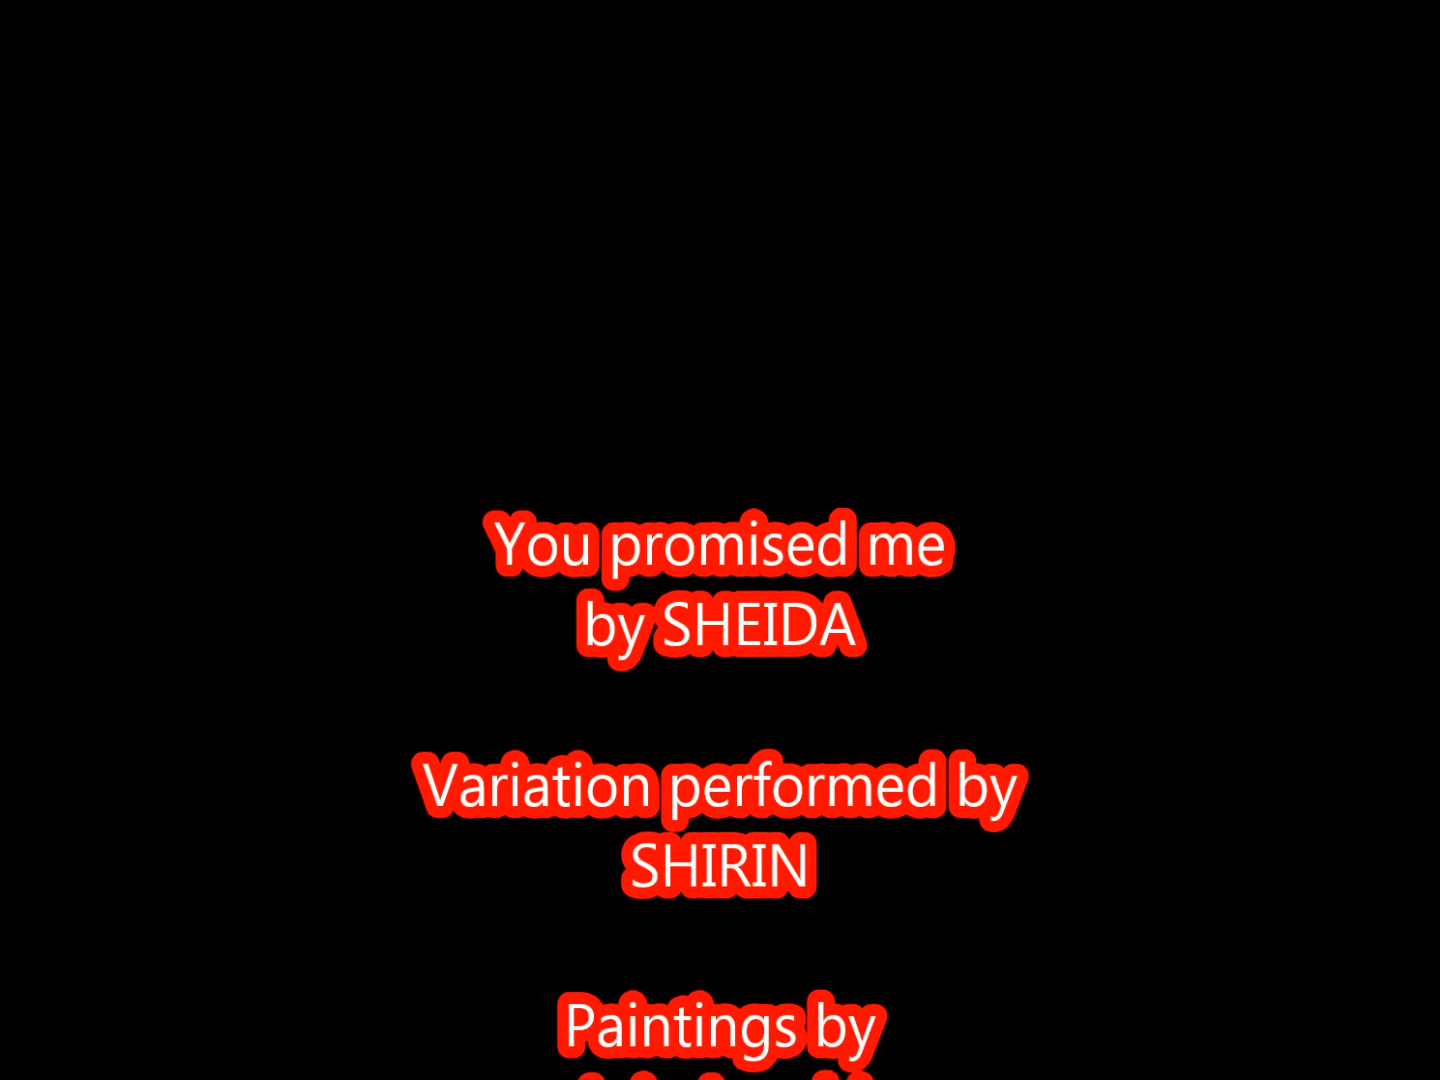 You promised me
by SHEIDA
Variation performed by
SHIRIN
Paintings by